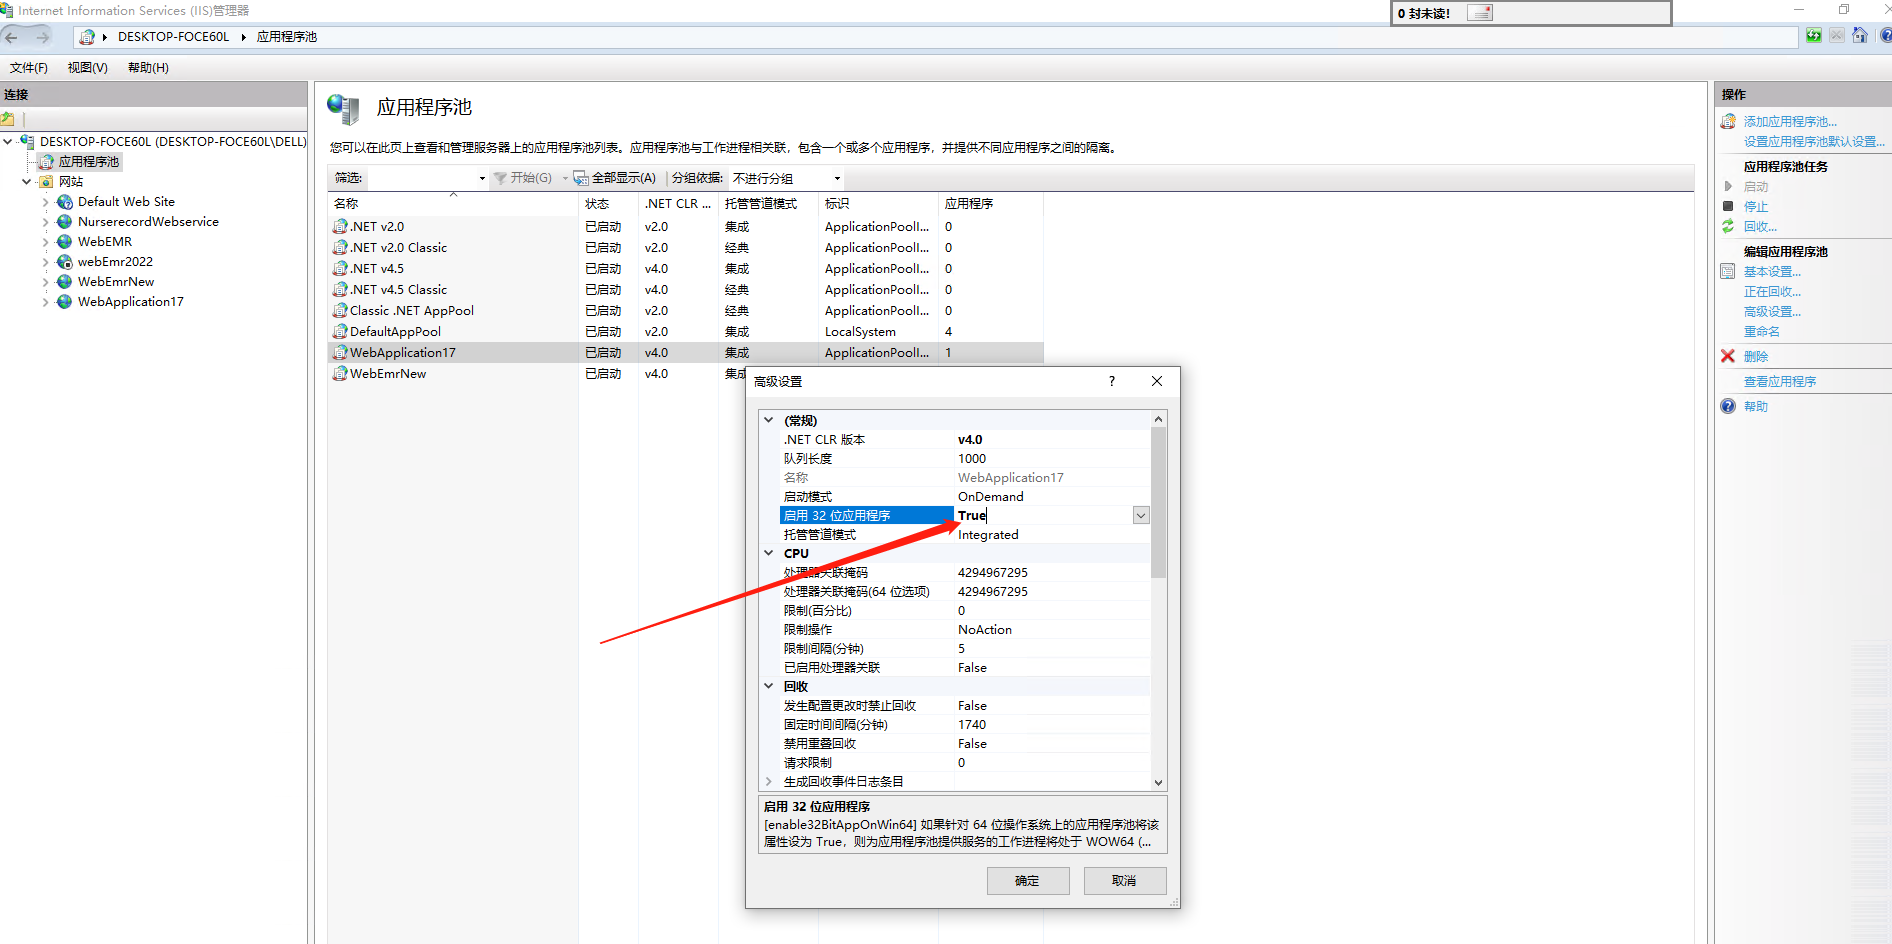 Internet Information Services (IIS)管理器
0 封未读!
DESKTOP-FOCE60L
应用程序池
文件(F)
视图(V)
帮助(H)
连接
DESKTOP-FOCE60L (DESKTOP-FOCE60L\DELL)
应用程序池
网站
Default Web Site
NurserecordWebservice
WebEMR
webEmr2022
WebEmrNew
WebApplication17
应用程序池
您可以在此页上查看和管理服务器上的应用程序池列表。应用程序池与工作进程相关联，包含一个或多个应用程序，并提供不同应用程序之间的隔离。
筛选: 开始(G) 全部显示(A) 分组依据: 不进行分组
名称 状态 .NET CLR ... 托管管道模式 标识 应用程序
.NET v2.0 已启动 v2.0 集成 ApplicationPoolI... 0
.NET v2.0 Classic 已启动 v2.0 经典 ApplicationPoolI... 0
.NET v4.5 已启动 v4.0 集成 ApplicationPoolI... 0
.NET v4.5 Classic 已启动 v4.0 经典 ApplicationPoolI... 0
Classic .NET AppPool 已启动 v2.0 经典 ApplicationPoolI... 0
DefaultAppPool 已启动 v2.0 集成 LocalSystem 4
WebApplication17 已启动 v4.0 集成 ApplicationPoolI... 1
WebEmrNew 已启动 v4.0 集成
高级设置
?
(常规)
.NET CLR 版本 v4.0
队列长度 1000
名称 WebApplication17
启动模式 OnDemand
启用 32 位应用程序 True
托管管道模式 Integrated
CPU
处理器关联掩码 4294967295
处理器关联掩码(64 位选项) 4294967295
限制(百分比) 0
限制操作 NoAction
限制间隔(分钟) 5
已启用处理器关联 False
回收
发生配置更改时禁止回收 False
固定时间间隔(分钟) 1740
禁用重叠回收 False
请求限制 0
生成回收事件日志条目
启用 32 位应用程序
[enable32BitAppOnWin64] 如果针对 64 位操作系统上的应用程序池将该
属性设为 True，则为应用程序池提供服务的工作进程将处于 WOW64 (...
确定
取消
操作
添加应用程序池...
设置应用程序池默认设置...
应用程序池任务
启动
停止
回收...
编辑应用程序池
基本设置...
正在回收...
高级设置...
重命名
删除
查看应用程序
帮助